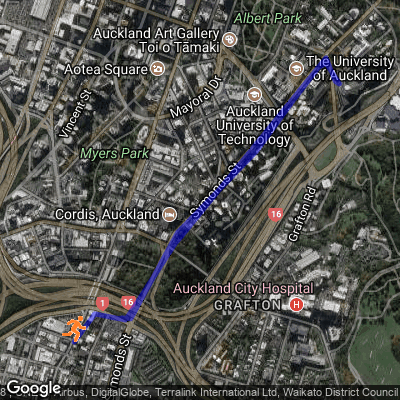 Albert Park
Auckland Art Gallery
Toi o Tāmaki
The University
of Auckland
Aotea Square
Mayoral Dr
Vincent St
Auckland
University of
Technology
Myers Park
Symonds St
Grafton Rd
Cordis, Auckland
16
Auckland City Hospital
H
GRAFTON
1
16
monds St
Google
rbus, DigitalGlobe, Terralink International Ltd, Waikato District Council